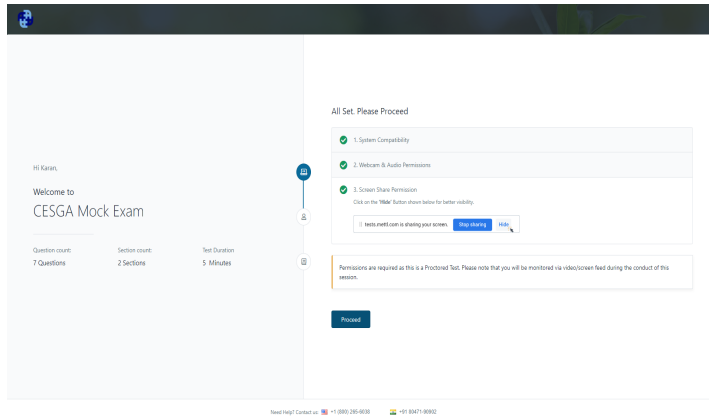 All Set. Please Proceed
1. System Compatibility
2. Webcam & Audio Permissions
3. Screen Share Permission
Click on the 'Hide' Button shown below for better visibility.
tests.mettl.com is sharing your screen. Stop sharing Hide
Hi Karan,
Welcome to
CESGA Mock Exam
Question count: Section count: Test Duration
7 Questions 2 Sections 5 Minutes
Permissions are required as this is a Proctored Test. Please note that you will be monitored via video/screen feed during the conduct of this
session.
Proceed
Need Help? Contact us +1 (800) 265-6038 +91 80471-90902